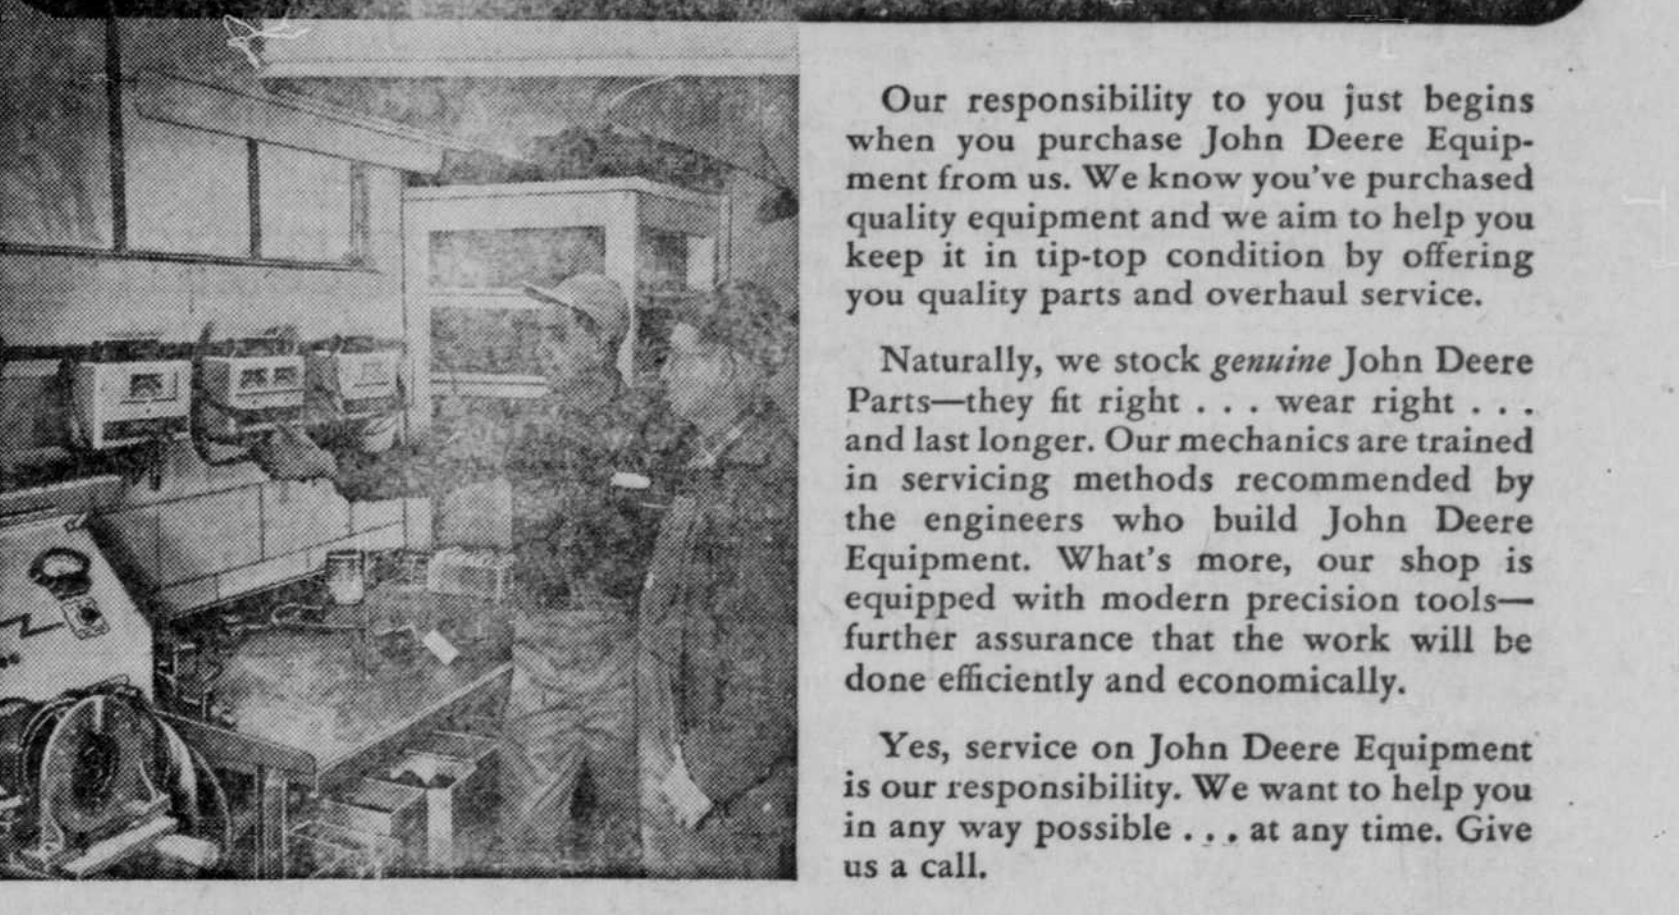 Our responsibility to you just begins
when you purchase John Deere Equip-
ment from us. We know you've purchased
quality equipment and we aim to help you
keep it in tip-top condition by offering
you quality parts and overhaul service.
Naturally, we stock genuine John Deere
Parts—they fit right . . . wear right . . .
and last longer. Our mechanics are trained
in servicing methods recommended by
the engineers who build John Deere
Equipment. What's more, our shop is
equipped with modern precision tools—
further assurance that the work will be
done efficiently and economically.
Yes, service on John Deere Equipment
is our responsibility. We want to help you
in any way possible . . . at any time. Give
us a call.